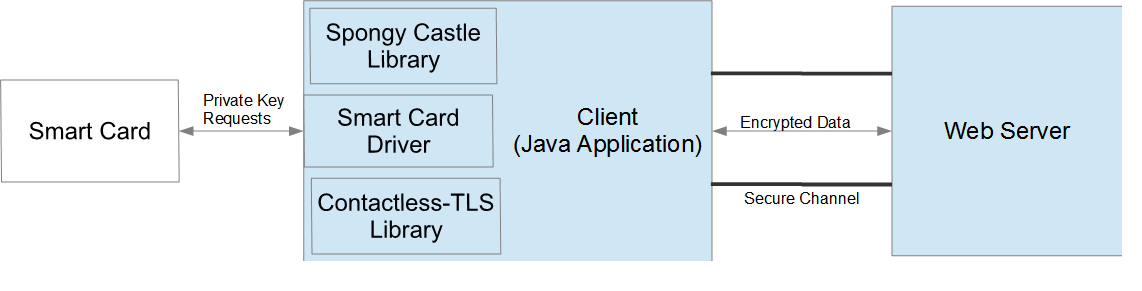 Smart Card
Private Key
Requests
Spongy Castle
Library
Smart Card
Driver
Contactless-TLS
Library
Client
(Java Application)
Encrypted Data
Secure Channel
Web Server